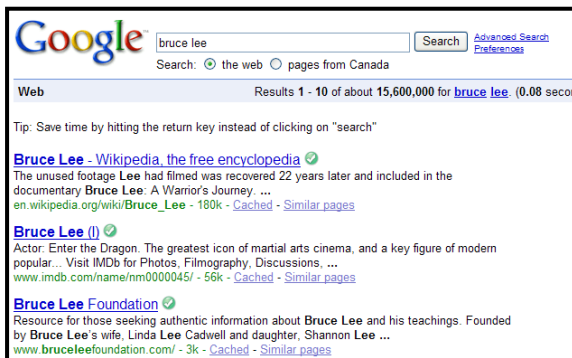 Google
bruce lee
Search
Advanced Search
Preferences
Search: the web pages from Canada
Web Results 1 - 10 of about 15,600,000 for bruce lee. (0.08 secon
Tip: Save time by hitting the return key instead of clicking on "search"
Bruce Lee - Wikipedia, the free encyclopedia
The unused footage Lee had filmed was recovered 22 years later and included in the
documentary Bruce Lee: A Warrior's Journey. ...
en.wikipedia.org/wiki/Bruce_Lee - 180k - Cached - Similar pages
Bruce Lee (I)
Actor: Enter the Dragon. The greatest icon of martial arts cinema, and a key figure of modern
popular... Visit IMDb for Photos, Filmography, Discussions, ...
www.imdb.com/name/nm0000045/ - 56k - Cached - Similar pages
Bruce Lee Foundation
Resource for those seeking authentic information about Bruce Lee and his teachings. Founded
by Bruce Lee's wife, Linda Lee Cadwell and daughter, Shannon Lee ...
www.bruceleefoundation.com/ - 3k - Cached - Similar pages